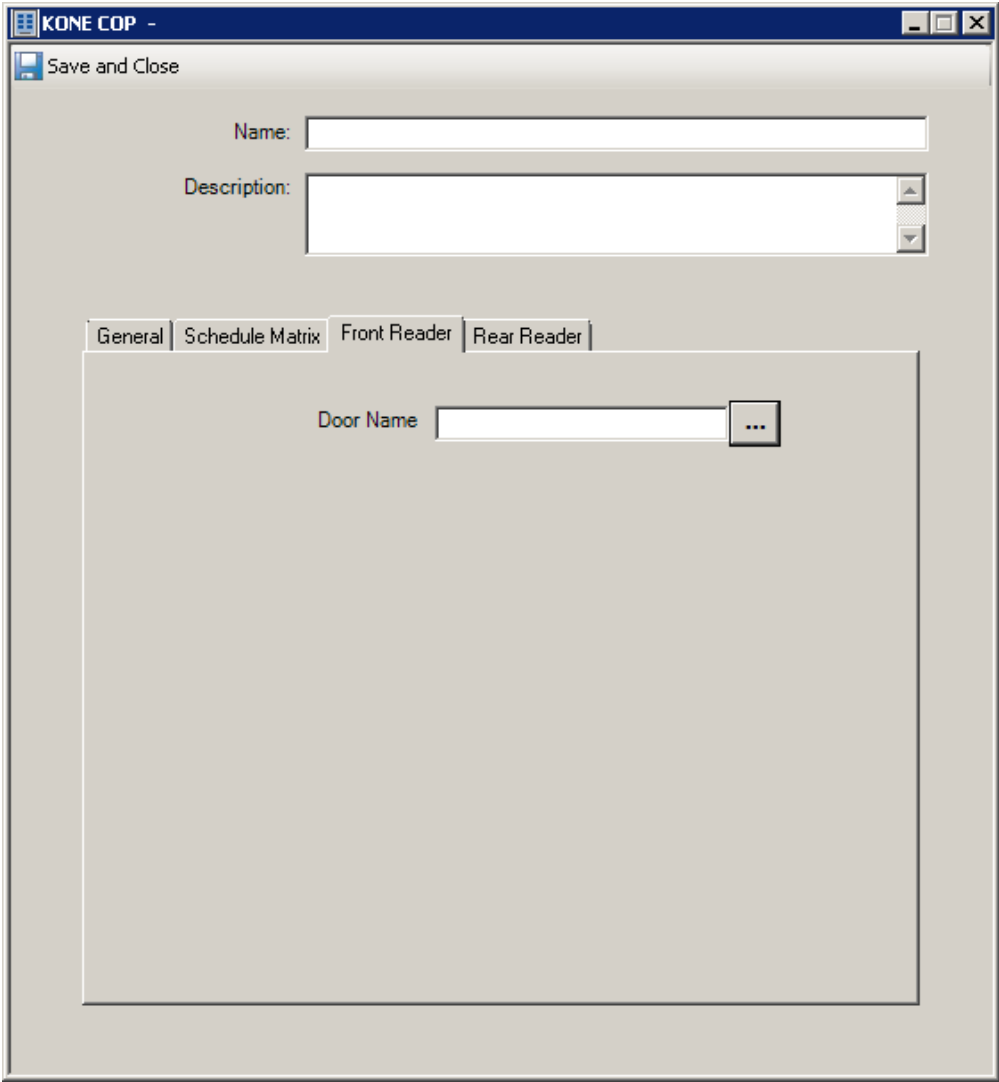 KONE COP -
Save and Close
Name:
Description:
General Schedule Matrix Front Reader Rear Reader
Door Name ...